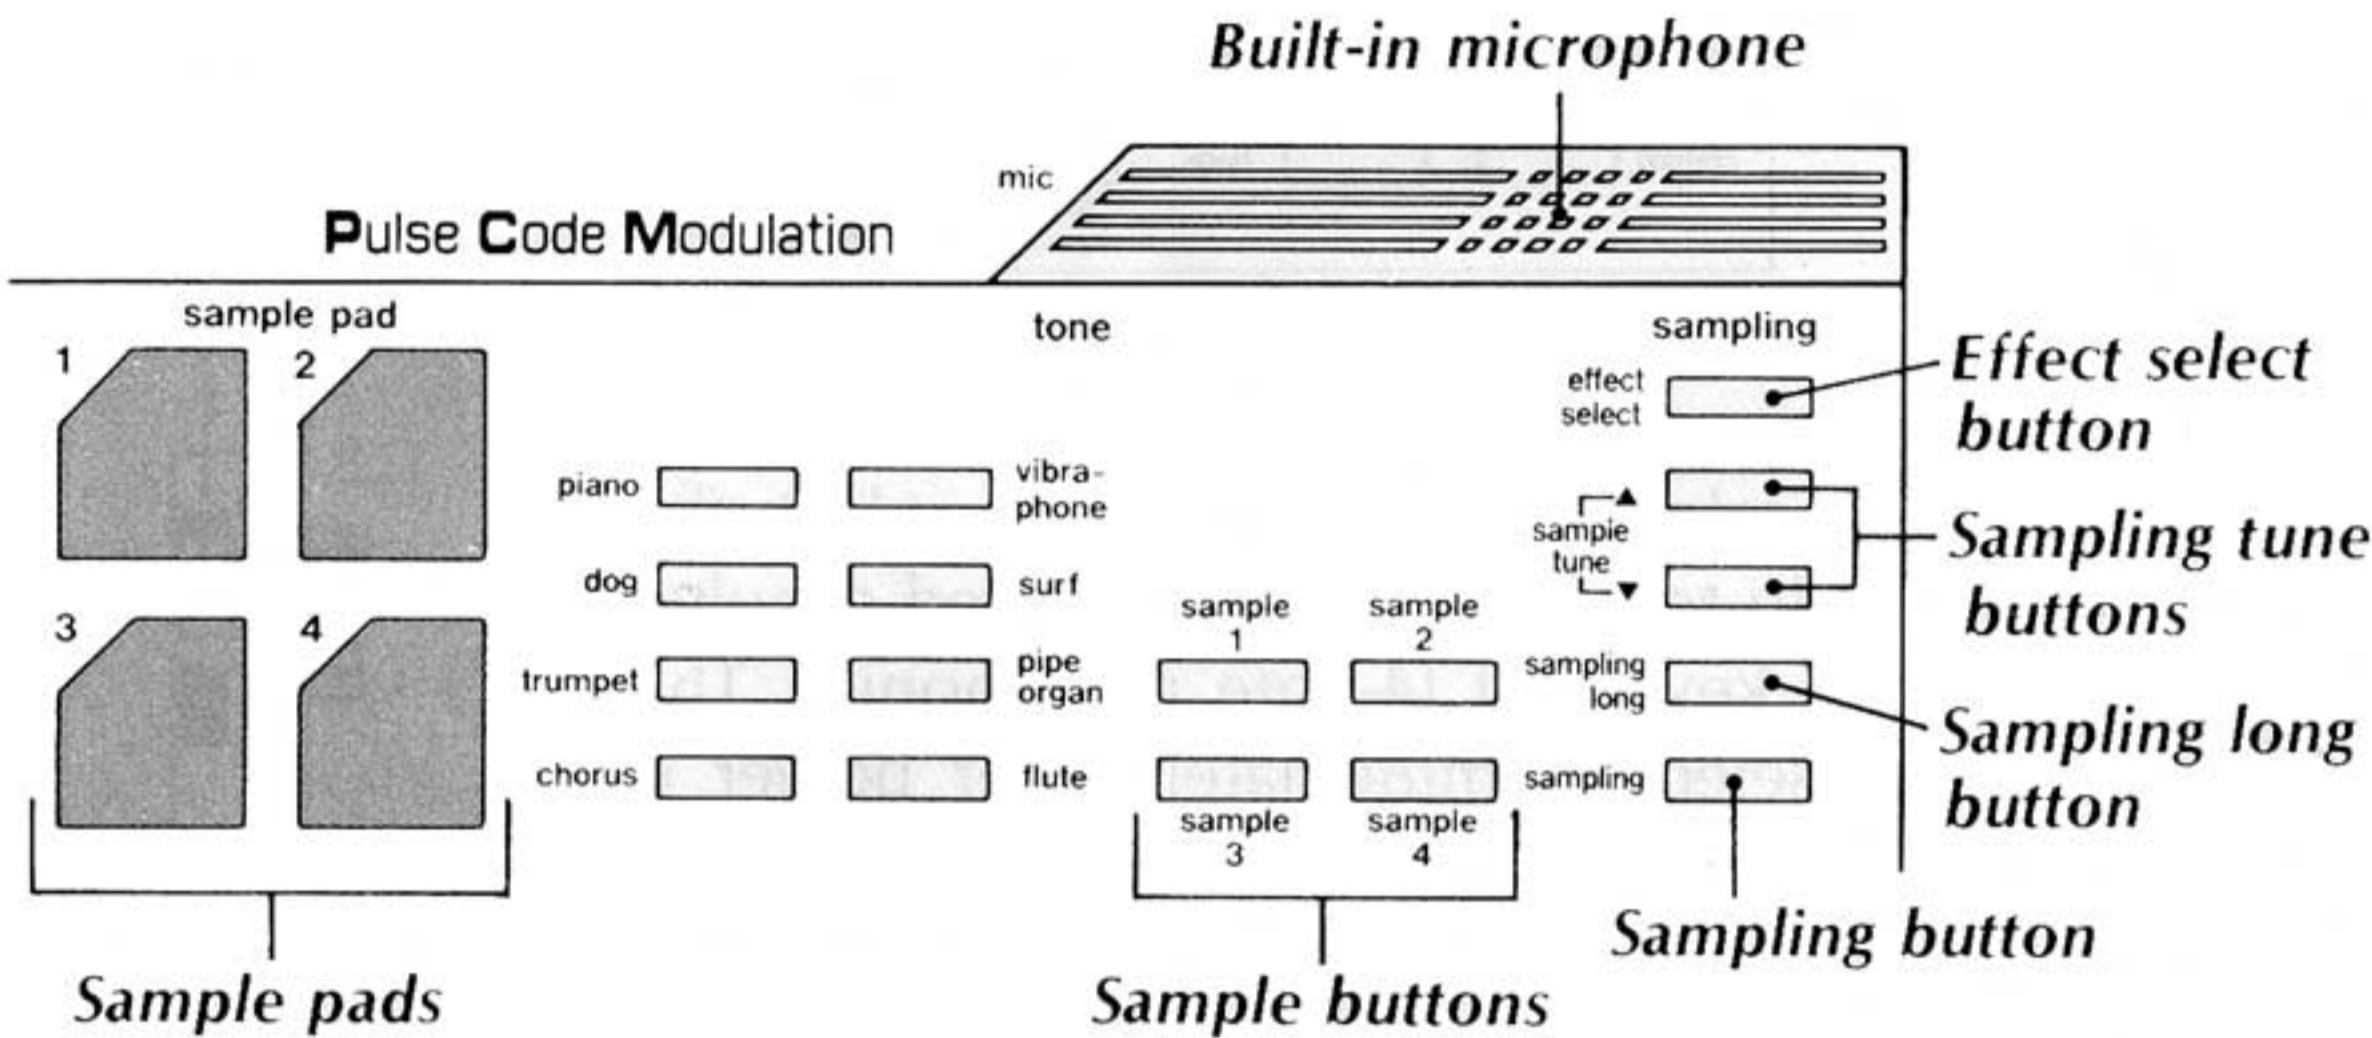 Built-in microphone
mic
Pulse Code Modulation
sample pad
1
2
3
4
Sample pads
tone
piano
vibra-
phone
dog
surf
trumpet
pipe
organ
chorus
flute
sample
1
sample
2
sample
3
sample
4
Sample buttons
sampling
effect
select
▲
sample
tune
▼
sampling
long
sampling
Effect select
button
Sampling tune
buttons
Sampling long
button
Sampling button